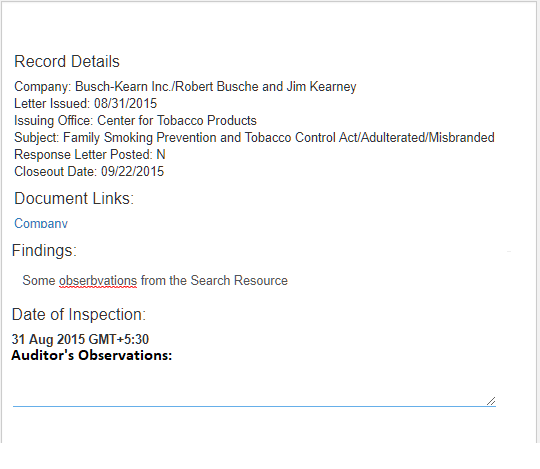 Record Details
Company: Busch-Kearn Inc./Robert Busche and Jim Kearney
Letter Issued: 08/31/2015
Issuing Office: Center for Tobacco Products
Subject: Family Smoking Prevention and Tobacco Control Act/Adulterated/Misbranded
Response Letter Posted: N
Closeout Date: 09/22/2015
Document Links:
Company
Findings:
Some obserbvations from the Search Resource
Date of Inspection:
31 Aug 2015 GMT+5:30
Auditor's Observations: